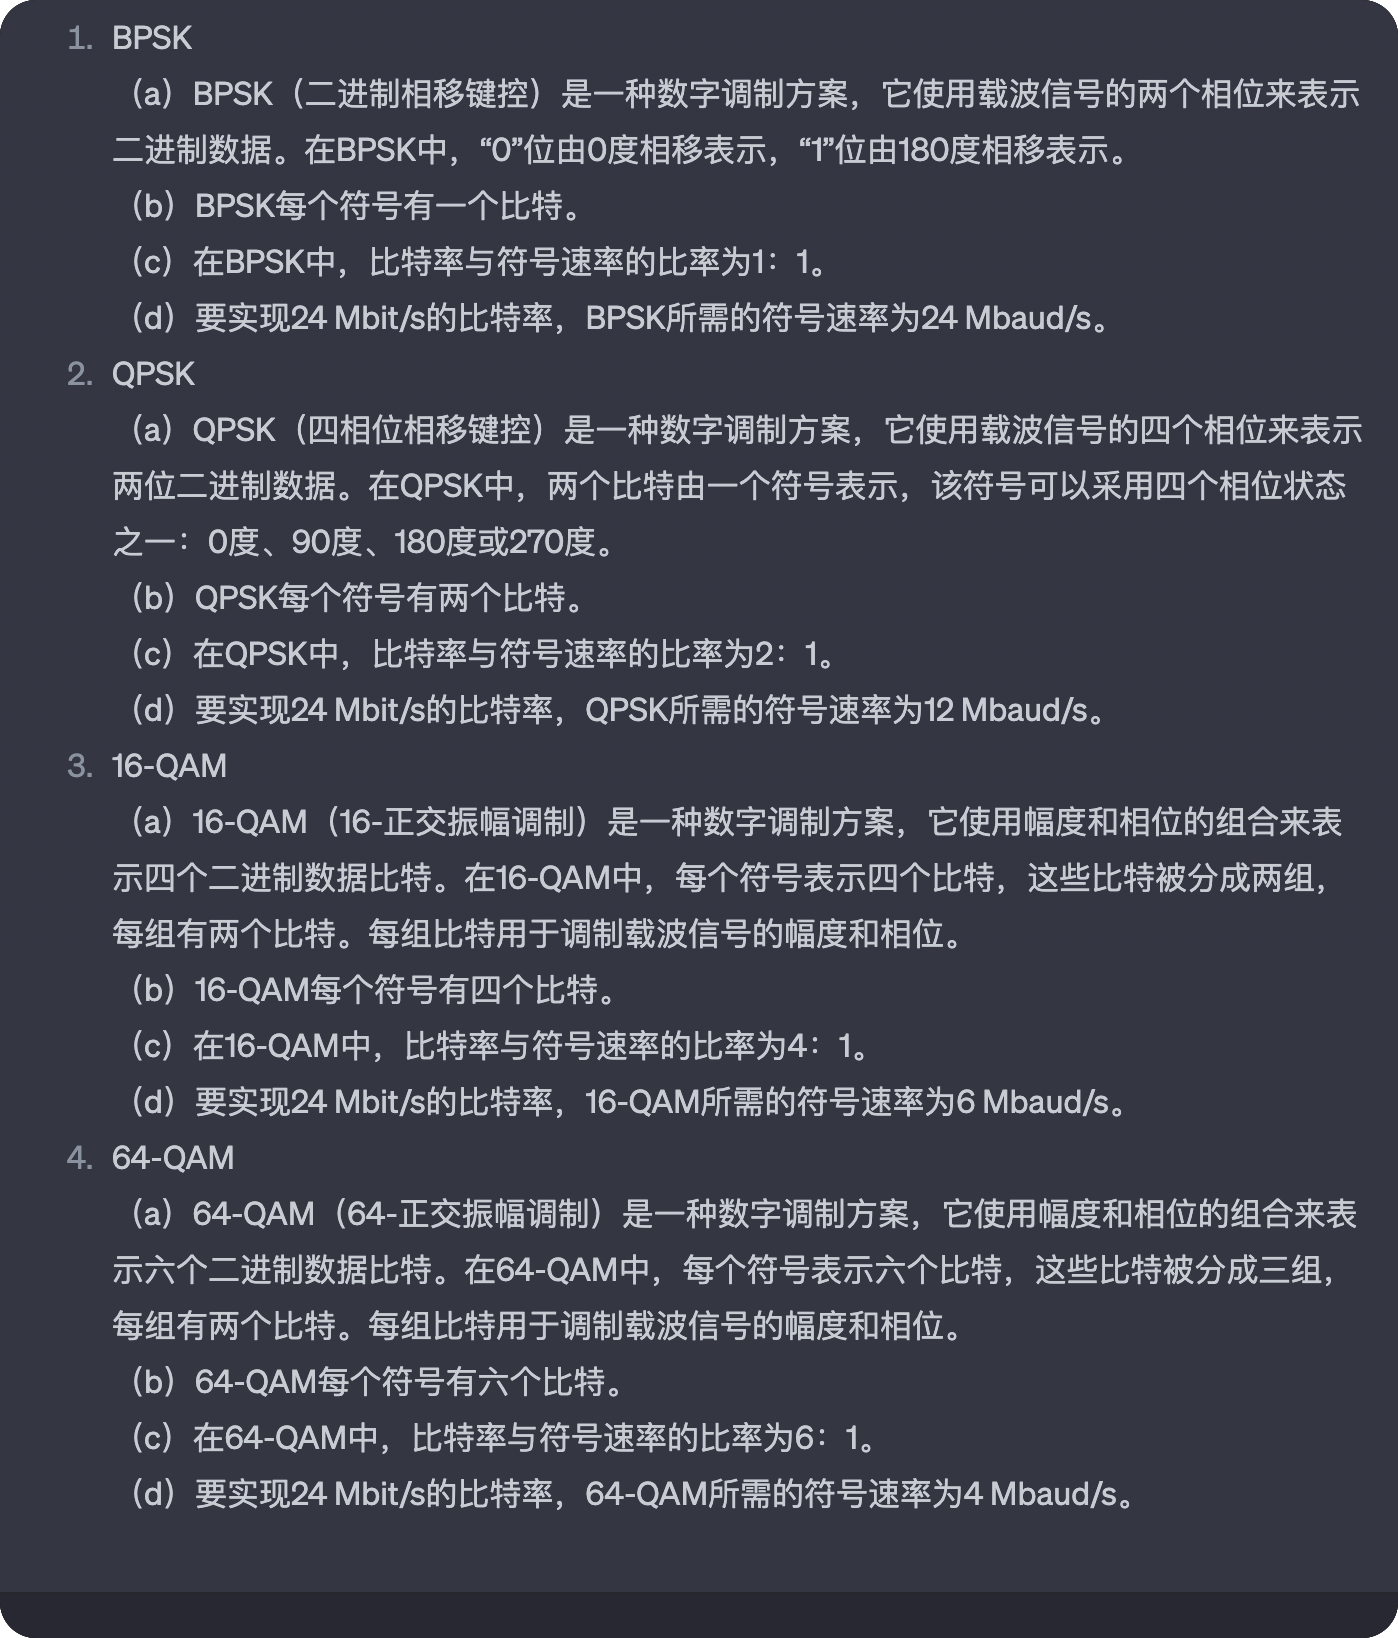 1. BPSK
（a）BPSK（二进制相移键控）是一种数字调制方案，它使用载波信号的两个相位来表示
二进制数据。在BPSK中，“0”位由0度相移表示，“1”位由180度相移表示。
（b）BPSK每个符号有一个比特。
（c）在BPSK中，比特率与符号速率的比率为1：1。
（d）要实现24 Mbit/s的比特率，BPSK所需的符号速率为24 Mbaud/s。
2. QPSK
（a）QPSK（四相位相移键控）是一种数字调制方案，它使用载波信号的四个相位来表示
两位二进制数据。在QPSK中，两个比特由一个符号表示，该符号可以采用四个相位状态
之一：0度、90度、180度或270度。
（b）QPSK每个符号有两个比特。
（c）在QPSK中，比特率与符号速率的比率为2：1。
（d）要实现24 Mbit/s的比特率，QPSK所需的符号速率为12 Mbaud/s。
3. 16-QAM
（a）16-QAM（16-正交振幅调制）是一种数字调制方案，它使用幅度和相位的组合来表
示四个二进制数据比特。在16-QAM中，每个符号表示四个比特，这些比特被分成两组，
每组有两个比特。每组比特用于调制载波信号的幅度和相位。
（b）16-QAM每个符号有四个比特。
（c）在16-QAM中，比特率与符号速率的比率为4：1。
（d）要实现24 Mbit/s的比特率，16-QAM所需的符号速率为6 Mbaud/s。
4. 64-QAM
（a）64-QAM（64-正交振幅调制）是一种数字调制方案，它使用幅度和相位的组合来表
示六个二进制数据比特。在64-QAM中，每个符号表示六个比特，这些比特被分成三组，
每组有两个比特。每组比特用于调制载波信号的幅度和相位。
（b）64-QAM每个符号有六个比特。
（c）在64-QAM中，比特率与符号速率的比率为6：1。
（d）要实现24 Mbit/s的比特率，64-QAM所需的符号速率为4 Mbaud/s。